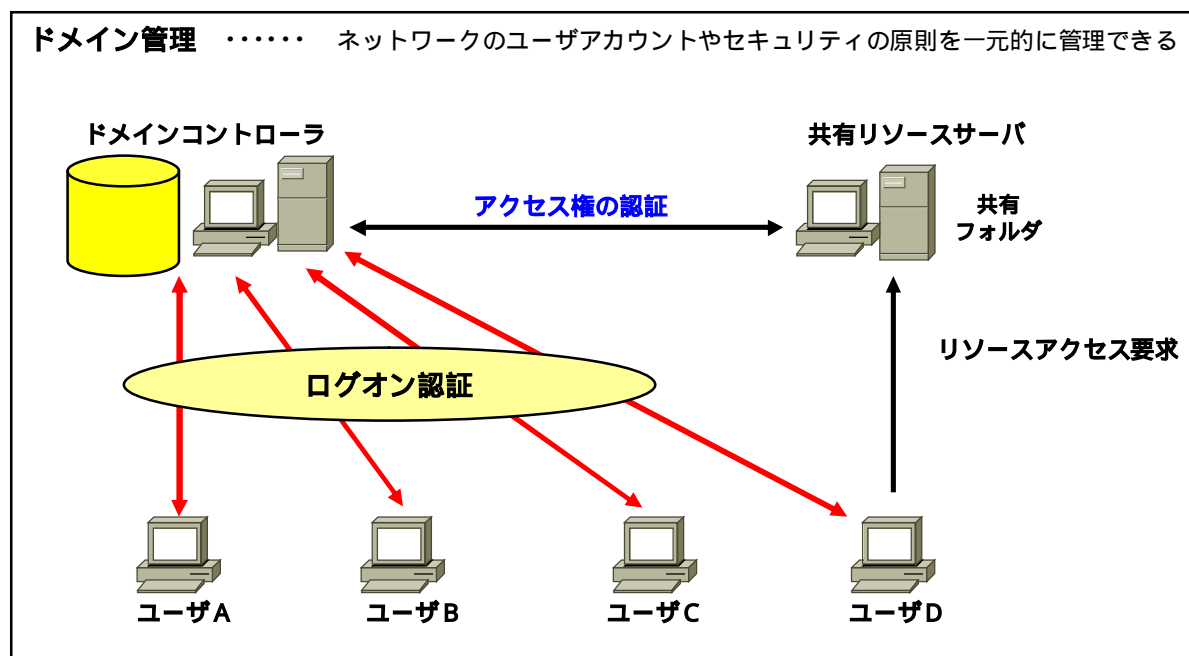 ドメイン管理 ‥‥‥ ネットワークのユーザアカウントやセキュリティの原則を一元的に管理できる
ドメインコントローラ
共有リソースサーバ
アクセス権の認証
共有
フォルダ
リソースアクセス要求
ログオン認証
ユーザA
ユーザB
ユーザC
ユーザD